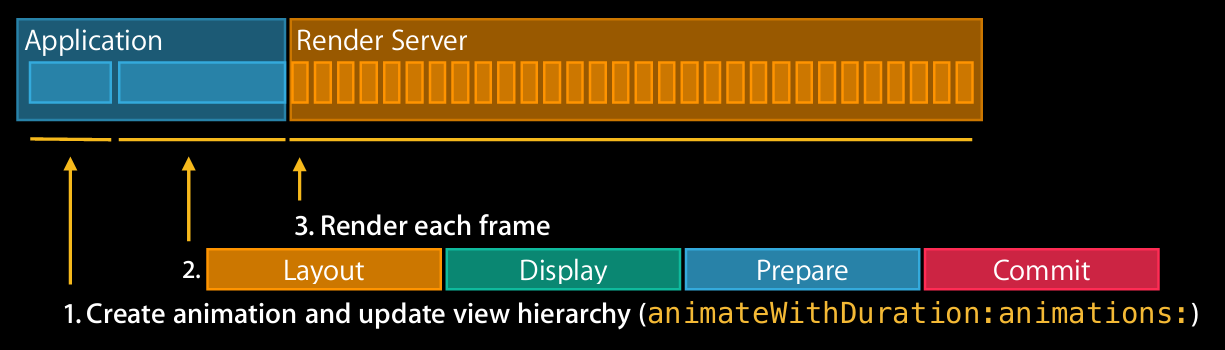 Application
Render Server
3. Render each frame
2. Layout Display Prepare Commit
1. Create animation and update view hierarchy (animateWithDuration:animations:)